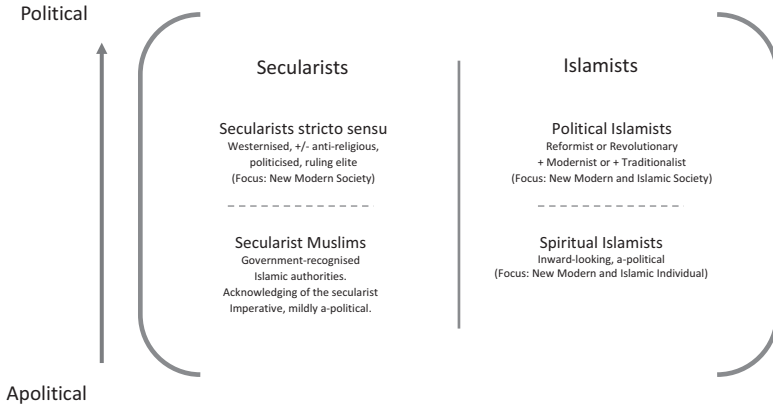 Political
Secularists
Islamists
Secularists stricto sensu
Westernised, +/- anti-religious,
politicised, ruling elite
(Focus: New Modern Society)
Political Islamists
Reformist or Revolutionary
+ Modernist or + Traditionalist
(Focus: New Modern and Islamic Society)
Secularist Muslims
Government-recognised
Islamic authorities.
Acknowledging of the secularist
Imperative, mildly a-political.
Spiritual Islamists
Inward-looking, a-political
(Focus: New Modern and Islamic Individual)
Apolitical